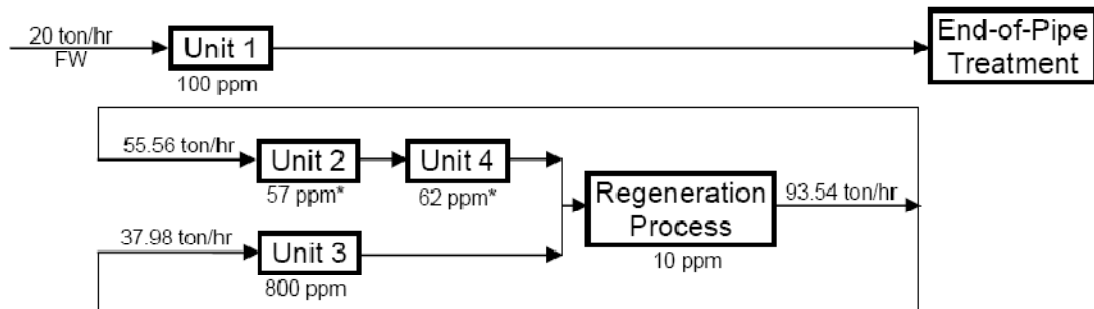 20 ton/hr
FW
Unit 1
100 ppm
End-of-Pipe
Treatment
55.56 ton/hr
Unit 2
57 ppm*
Unit 4
62 ppm*
Regeneration
Process
10 ppm
93.54 ton/hr
37.98 ton/hr
Unit 3
800 ppm